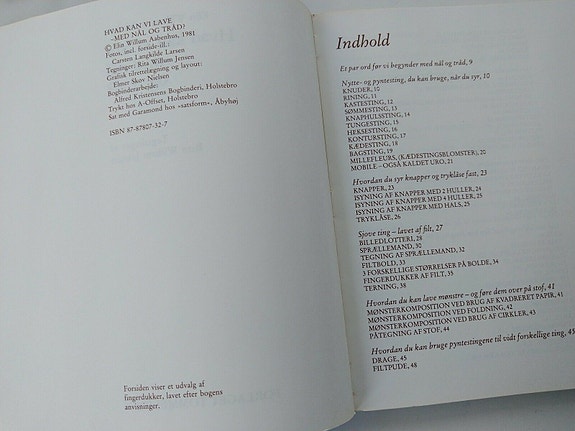 HVAD KAN VI LAVE
– MED NÅL OG TRÅD?
© Elin Willum Aabenhus, 1981
Fotos, incl. forside-ill.:
Carsten Langkilde Larsen
Tegninger: Rita Willum Jensen
Grafisk tilrettelægning og layout:
Elmer Skov Nielsen
Bogbinderarbejde:
Alfred Kristensens Bogbinderi, Holstebro
Trykt hos A-Offset, Holstebro
Sat med Garamond hos »satsform«, Åbyhøj
ISBN 87-87807-32-7
Forsiden viser et udvalg af
fingerdukker, lavet efter bogens
anvisninger.
Indhold
Et par ord før vi begynder med nål og tråd, 9
Nytte- og pyntesting, du kan bruge, når du syr, 10
KNUDER, 10
RINING, 11
KASTESTING, 12
SØMMESTING, 13
KNAPHULSSTING, 14
TUNGESTING, 15
HEKSESTING, 16
KONTURSTING, 17
KÆDESTING, 18
BAGSTING, 19
MILLEFLEURS, (KÆDESTINGSBLOMSTER), 20
MOBILE – OGSÅ KALDET URO, 21
Hvordan du syr knapper og tryklåse fast, 23
KNAPPER, 23
ISYNING AF KNAPPER MED 2 HULLER, 24
ISYNING AF KNAPPER MED 4 HULLER, 25
ISYNING AF KNAPPER MED HALS, 25
TRYKLÅSE, 26
Sjove ting – lavet af filt, 27
BILLEDLOTTERI, 28
SPRÆLLEMAND, 30
TEGNING AF SPRÆLLEMAND, 32
FILTBOLD, 33
3 FORSKELLIGE STØRRELSER PÅ BOLDE, 34
FINGERDUKKER AF FILT, 35
TERNING, 38
Hvordan du kan lave mønstre – og føre dem over på stof, 41
MØNSTERKOMPOSITION VED BRUG AF KVADRERET PAPIR, 41
MØNSTERKOMPOSITION VED FOLDNING, 42
MØNSTERKOMPOSITION VED BRUG AF CIRKLER, 43
PÅTEGNING AF STOF, 44
Hvordan du kan bruge pyntestingene til vidt forskellige ting, 45
DRAGE, 45
FILTPUDE, 48